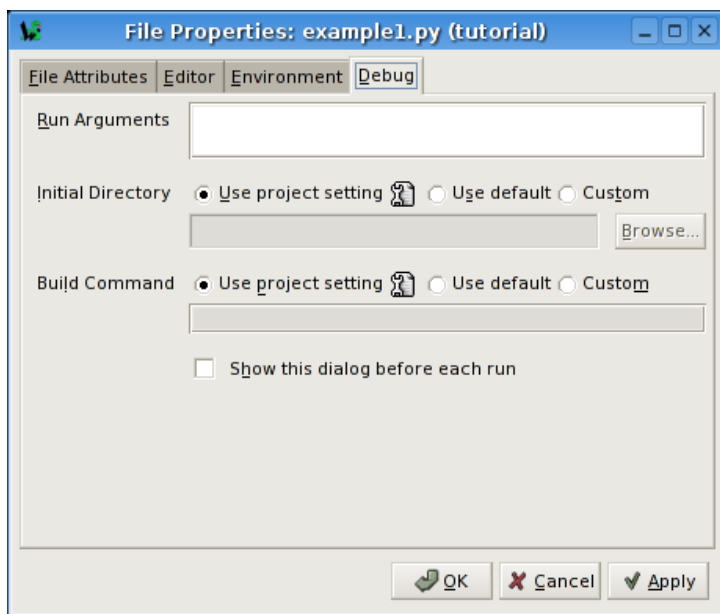 File Properties: example1.py (tutorial)
File Attributes Editor Environment Debug
Run Arguments
Initial Directory Use project setting Use default Custom
Browse...
Build Command Use project setting Use default Custom
Show this dialog before each run
OK Cancel Apply